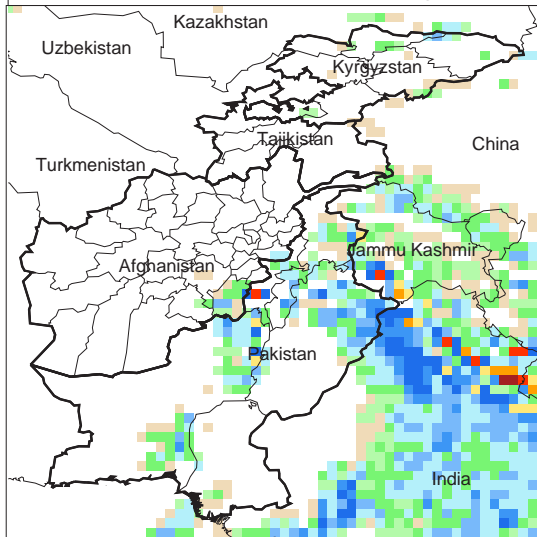 Kazakhstan
Uzbekistan
Kyrgyzstan
Tajikistan
China
Turkmenistan
Jammu Kashmir
Afghanistan
Pakistan
India